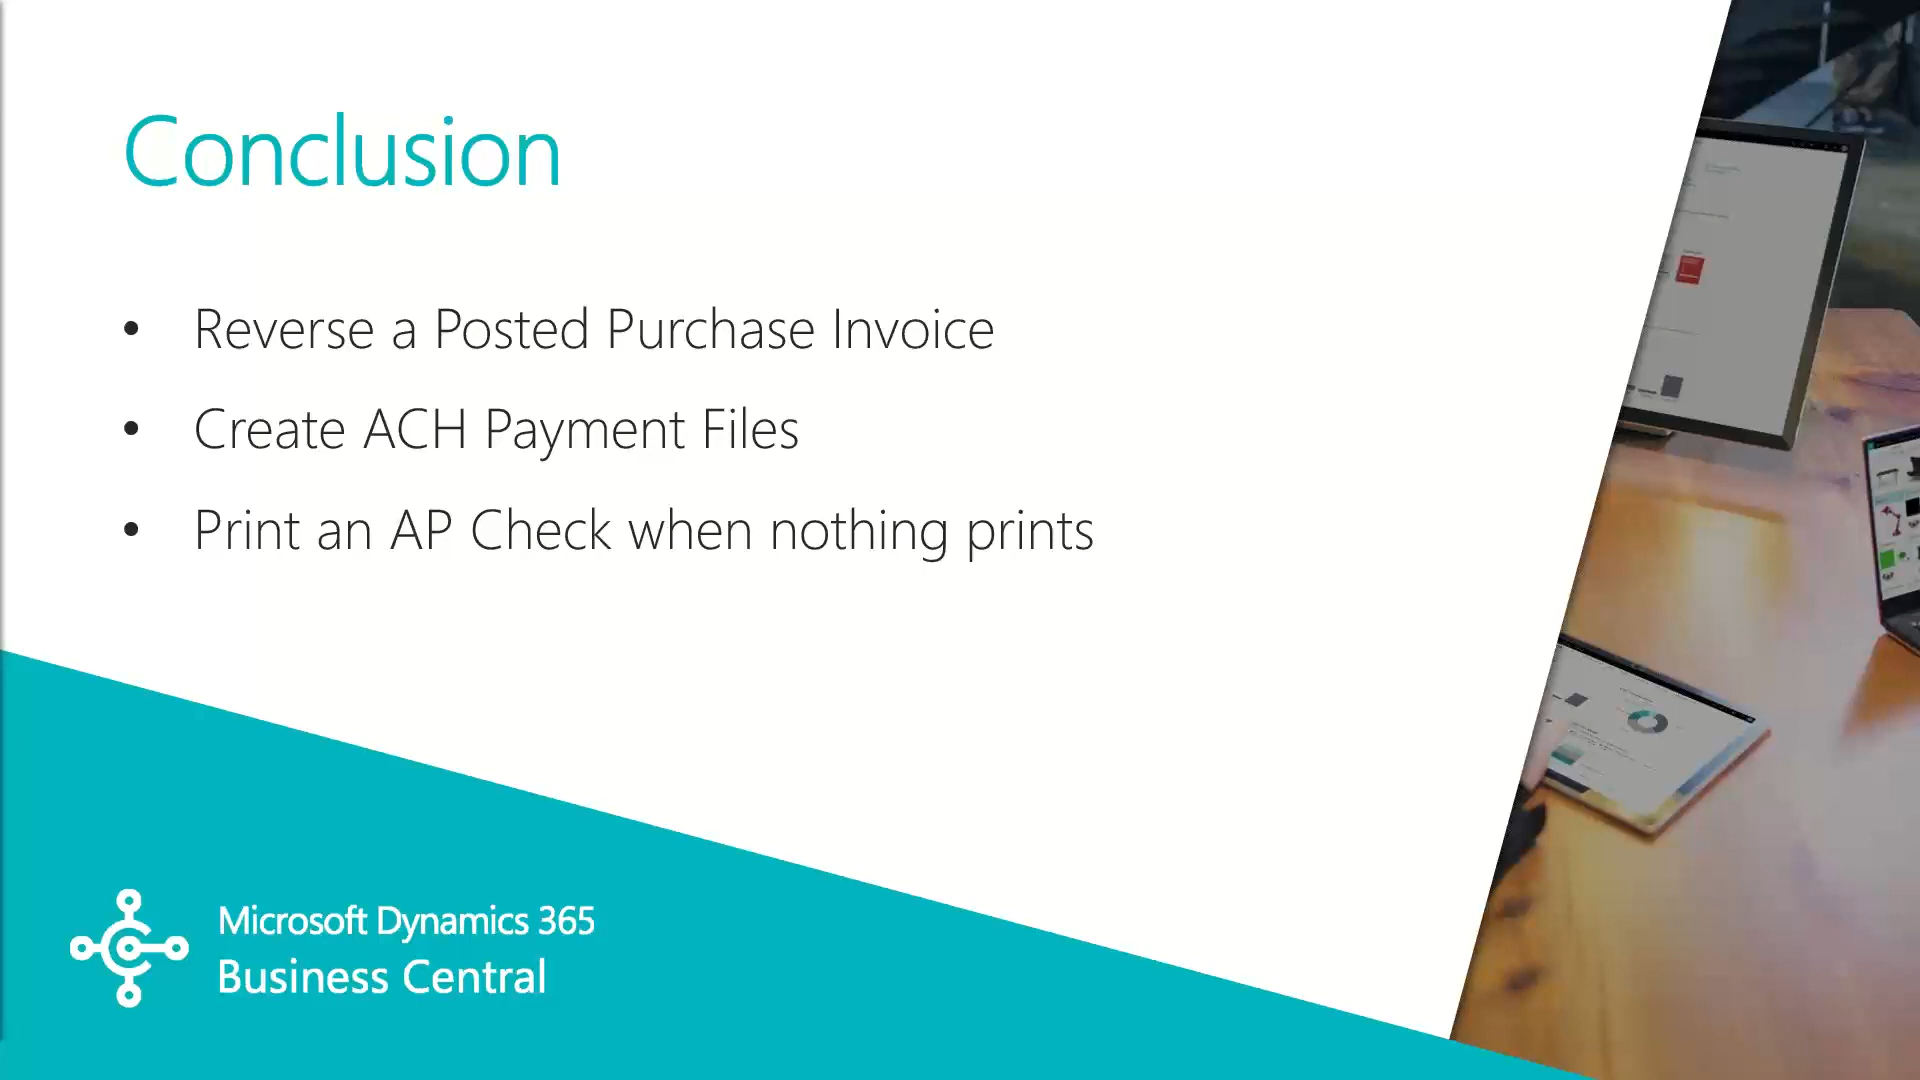 Conclusion
• Reverse a Posted Purchase Invoice
• Create ACH Payment Files
• Print an AP Check when nothing prints
Microsoft Dynamics 365
Business Central